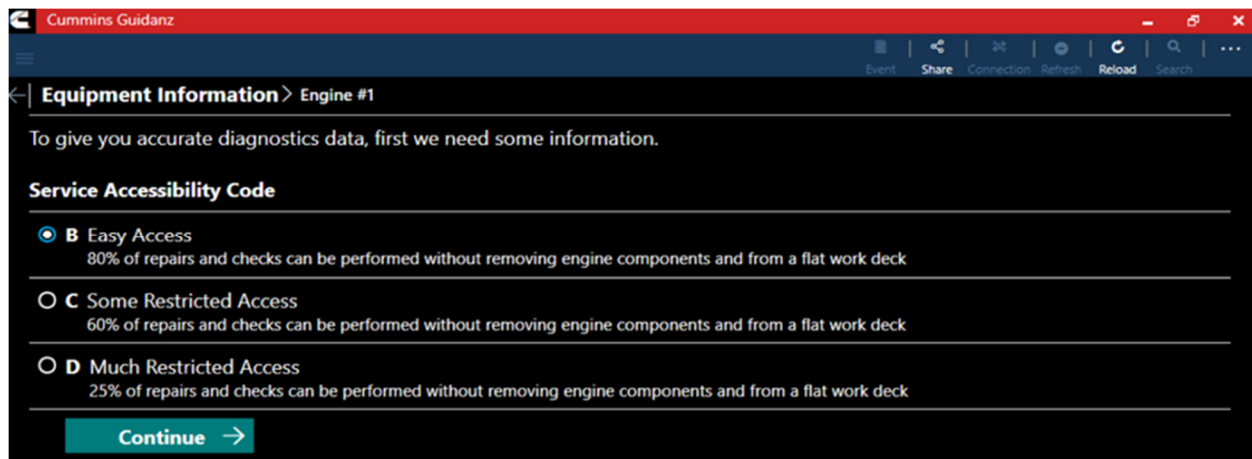 Cummins Guidanz
Event Share Connection Refresh Reload Search
Equipment Information > Engine #1
To give you accurate diagnostics data, first we need some information.
Service Accessibility Code
B Easy Access
80% of repairs and checks can be performed without removing engine components and from a flat work deck
C Some Restricted Access
60% of repairs and checks can be performed without removing engine components and from a flat work deck
D Much Restricted Access
25% of repairs and checks can be performed without removing engine components and from a flat work deck
Continue →